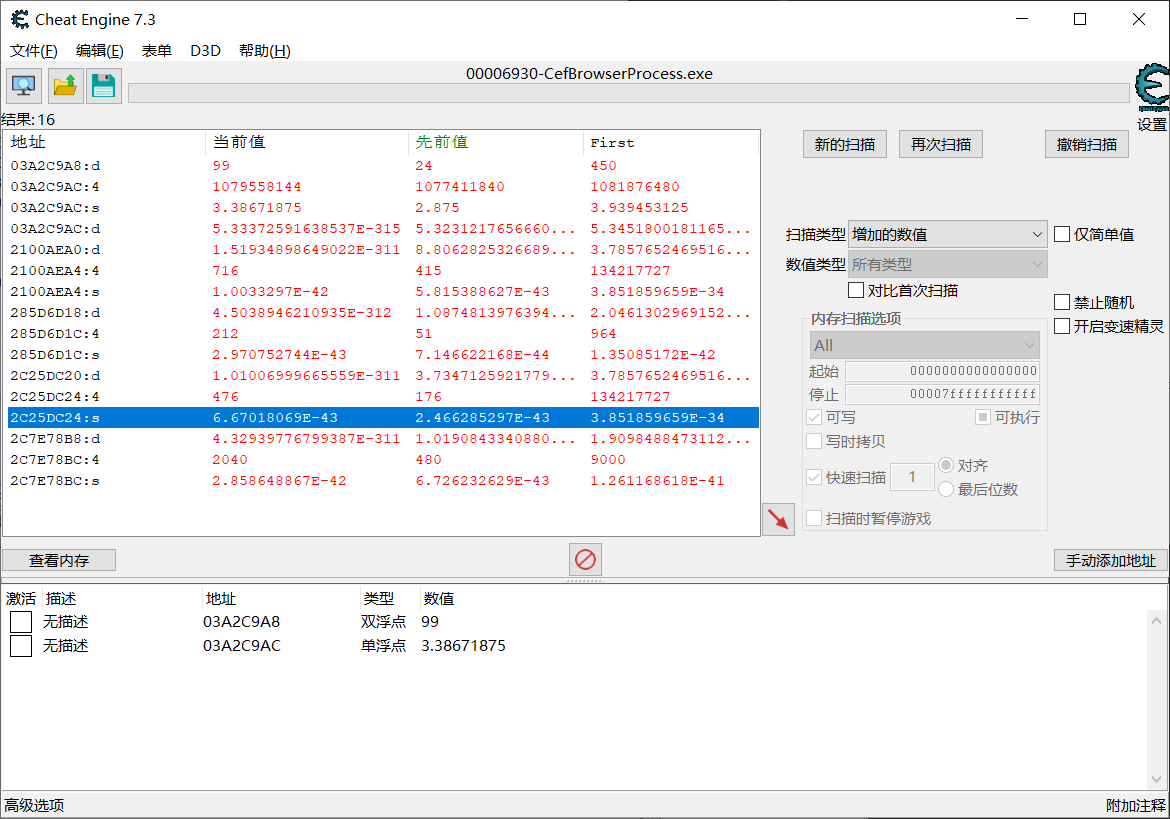 Cheat Engine 7.3
文件(F) 编辑(E) 表单 D3D 帮助(H)
00006930-CefBrowserProcess.exe
结果: 16
设置
地址 当前值 先前值 First
03A2C9A8:d 99 24 450
03A2C9AC:4 1079558144 1077411840 1081876480
03A2C9AC:s 3.38671875 2.875 3.939453125
03A2C9AC:d 5.33372591638537E-315 5.3231217656660... 5.3451800181165...
2100AEA0:d 1.51934898649022E-311 8.8062825326689... 3.7857652469516...
2100AEA4:4 716 415 134217727
2100AEA4:s 1.0033297E-42 5.815388627E-43 3.851859659E-34
285D6D18:d 4.5038946210935E-312 1.0874813976394... 2.0461302969152...
285D6D1C:4 212 51 964
285D6D1C:s 2.970752744E-43 7.146622168E-44 1.35085172E-42
2C25DC20:d 1.01006999665559E-311 3.7347125921779... 3.7857652469516...
2C25DC24:4 476 176 134217727
2C25DC24:s 6.67018069E-43 2.466285297E-43 3.851859659E-34
2C7E78B8:d 4.32939776799387E-311 1.0190843340880... 1.9098488473112...
2C7E78BC:4 2040 480 9000
2C7E78BC:s 2.858648867E-42 6.726232629E-43 1.261168618E-41
新的扫描 再次扫描 撤销扫描
扫描类型 增加的数值 仅简单值
数值类型 所有类型
对比首次扫描
禁止随机
内存扫描选项
开启变速精灵
All
起始 0000000000000000
停止 00007fffffffffff
可写 可执行
写时拷贝
快速扫描 1 对齐
最后位数
扫描时暂停游戏
查看内存 手动添加地址
激活 描述 地址 类型 数值
无描述 03A2C9A8 双浮点 99
无描述 03A2C9AC 单浮点 3.38671875
高级选项 附加注释